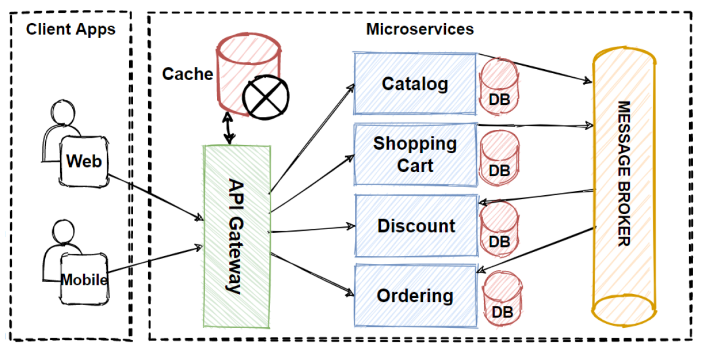 Client Apps
Microservices
Cache
Web
Mobile
API Gateway
Catalog
DB
Shopping
Cart
DB
Discount
DB
Ordering
DB
MESSAGE BROKER